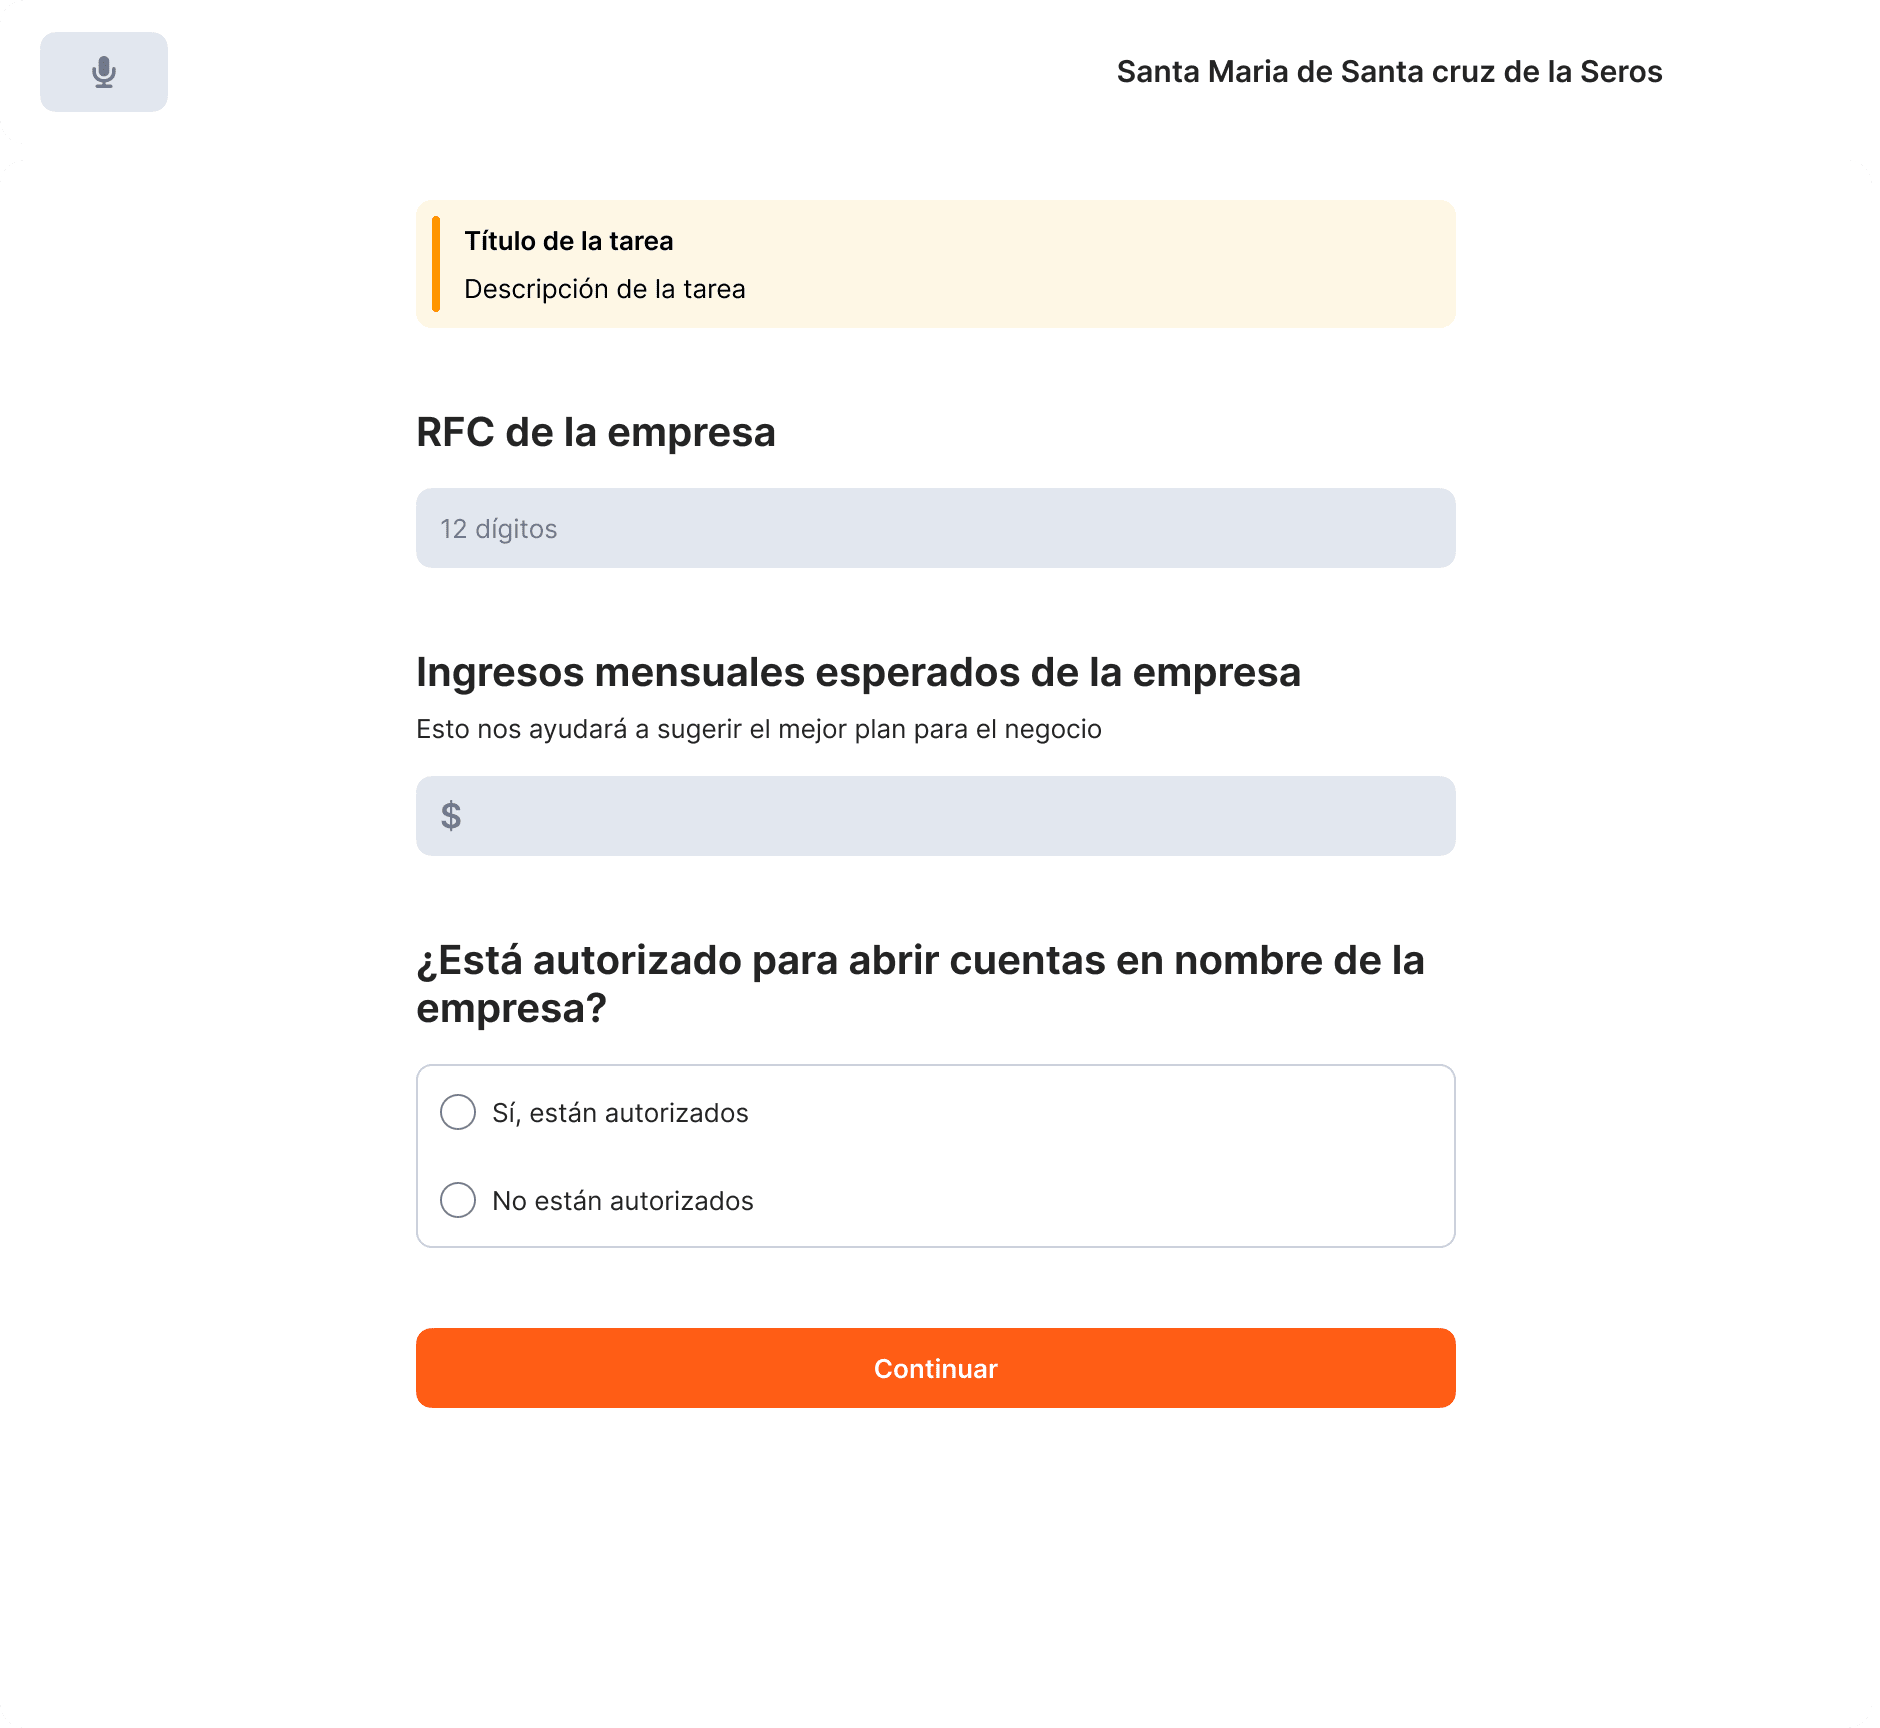 Santa Maria de Santa cruz de la Seros
Título de la tarea
Descripción de la tarea
RFC de la empresa
12 dígitos
Ingresos mensuales esperados de la empresa
Esto nos ayudará a sugerir el mejor plan para el negocio
$
¿Está autorizado para abrir cuentas en nombre de la
empresa?
Sí, están autorizados
No están autorizados
Continuar